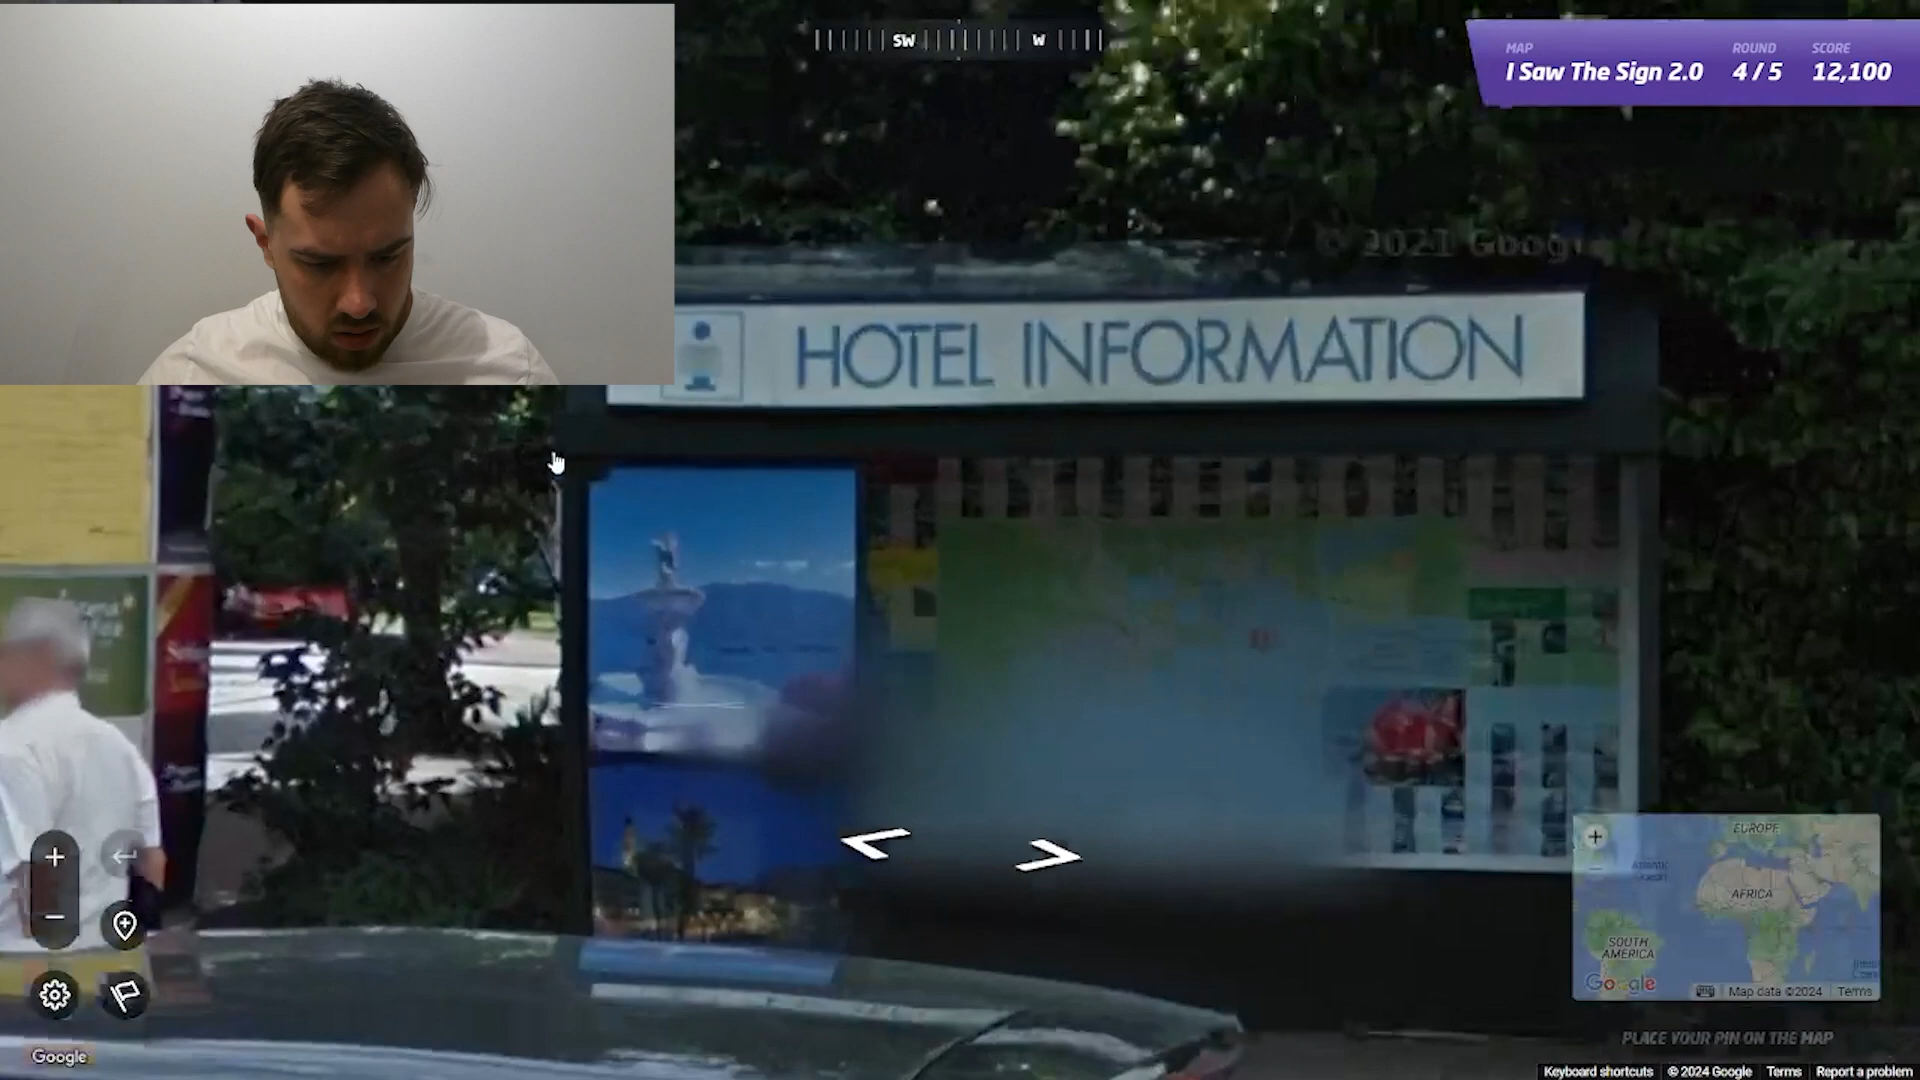 SW
W
MAP
ROUND
SCORE
I Saw The Sign 2.0
4 / 5
12,100
© 2021 Goog
HOTEL INFORMATION
EUROPE
AFRICA
SOUTH AMERICA
Google
Map data ©2024
Terms
PLACE YOUR PIN ON THE MAP
Google
Keyboard shortcuts
© 2024 Google
Terms
Report a problem